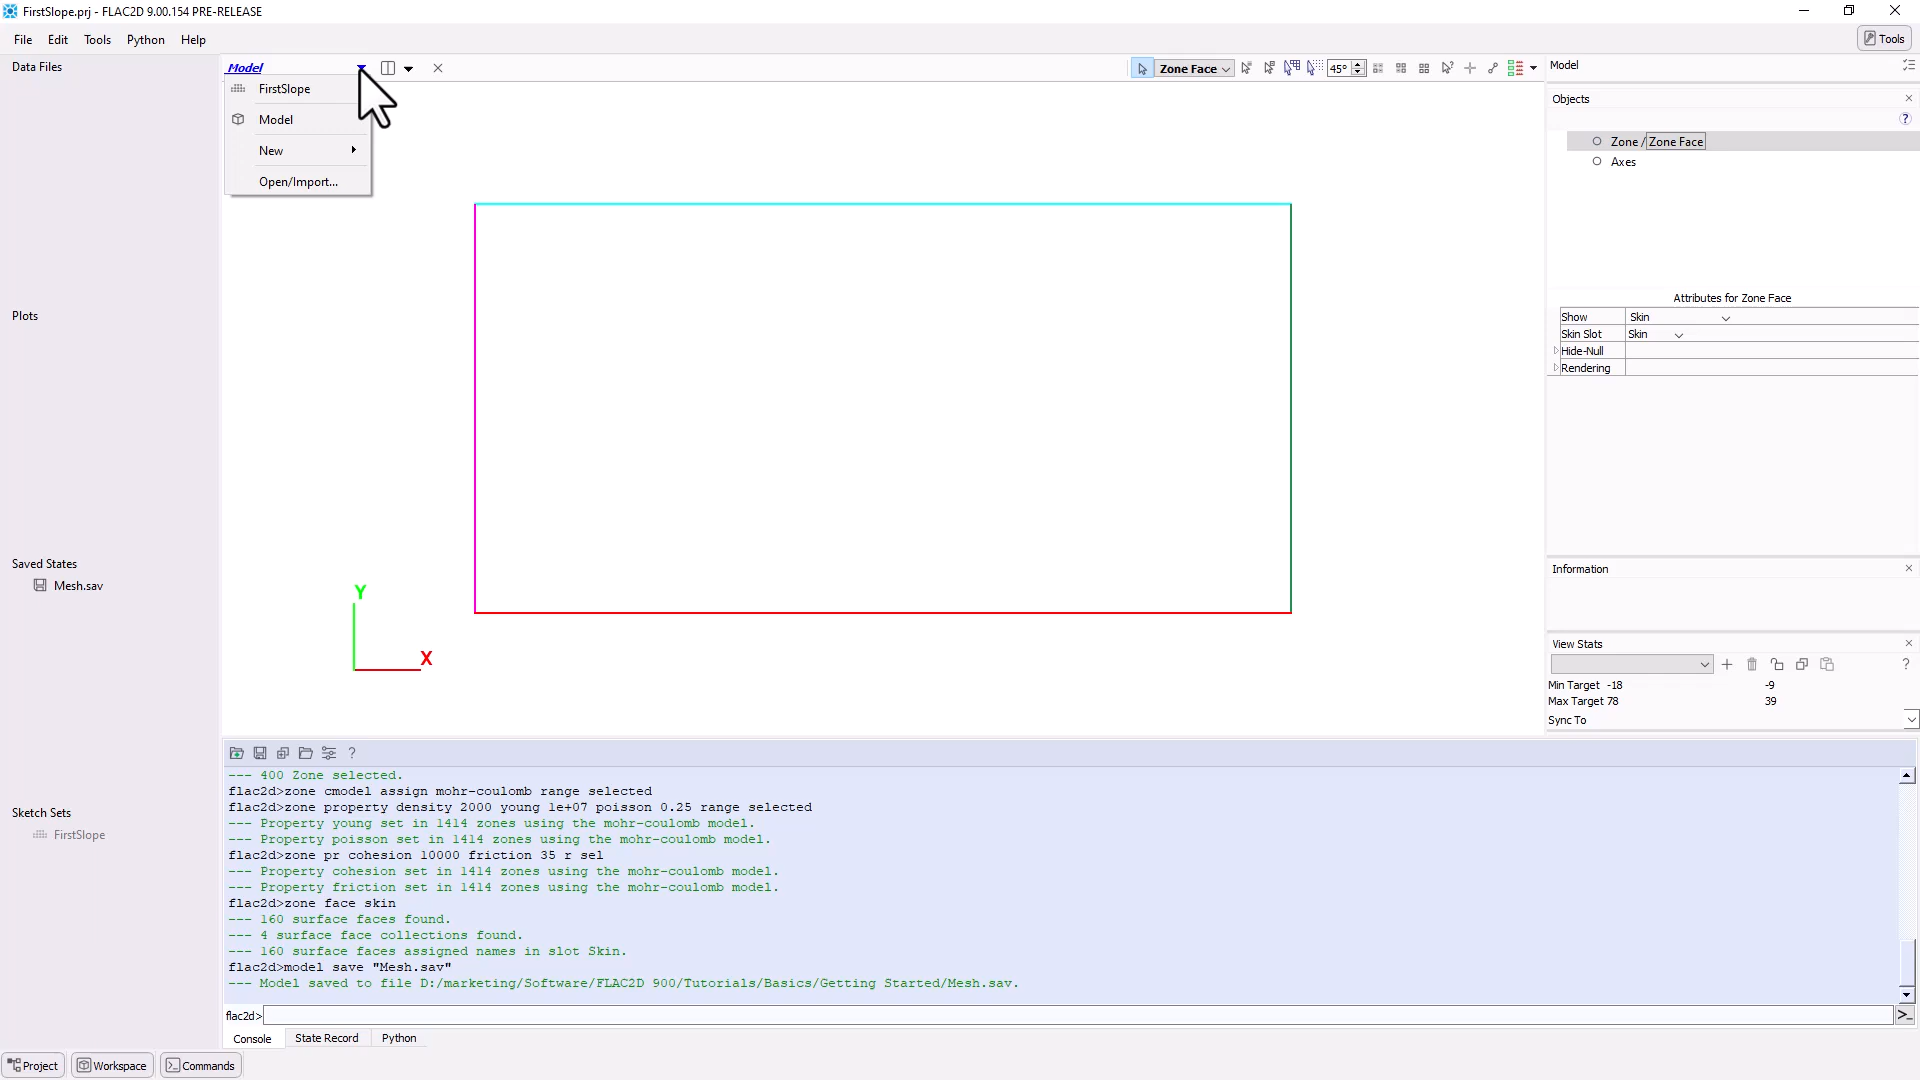 FirstSlope.prj - FLAC2D 9.00.154 PRE-RELEASE
File Edit Tools Python Help
Tools
Data Files
Model
Zone Face
45°
Model
FirstSlope
Model
New
Open/Import...
Objects
?
Zone / Zone Face
Axes
Plots
Attributes for Zone Face
Show Skin
Skin Slot Skin
Hide-Null
Rendering
Y
X
Saved States
Mesh.sav
Information
View Stats
?
Min Target -18 -9
Max Target 78 39
Sync To
?
--- 400 Zone selected.
flac2d>zone cmodel assign mohr-coulomb range selected
flac2d>zone property density 2000 young 1e+07 poisson 0.25 range selected
--- Property young set in 1414 zones using the mohr-coulomb model.
--- Property poisson set in 1414 zones using the mohr-coulomb model.
flac2d>zone pr cohesion 10000 friction 35 r sel
--- Property cohesion set in 1414 zones using the mohr-coulomb model.
--- Property friction set in 1414 zones using the mohr-coulomb model.
flac2d>zone face skin
--- 160 surface faces found.
--- 4 surface face collections found.
--- 160 surface faces assigned names in slot Skin.
flac2d>model save "Mesh.sav"
--- Model saved to file D:/marketing/Software/FLAC2D 900/Tutorials/Basics/Getting Started/Mesh.sav.
Sketch Sets
FirstSlope
flac2d>
Console State Record Python
Project Workspace Commands